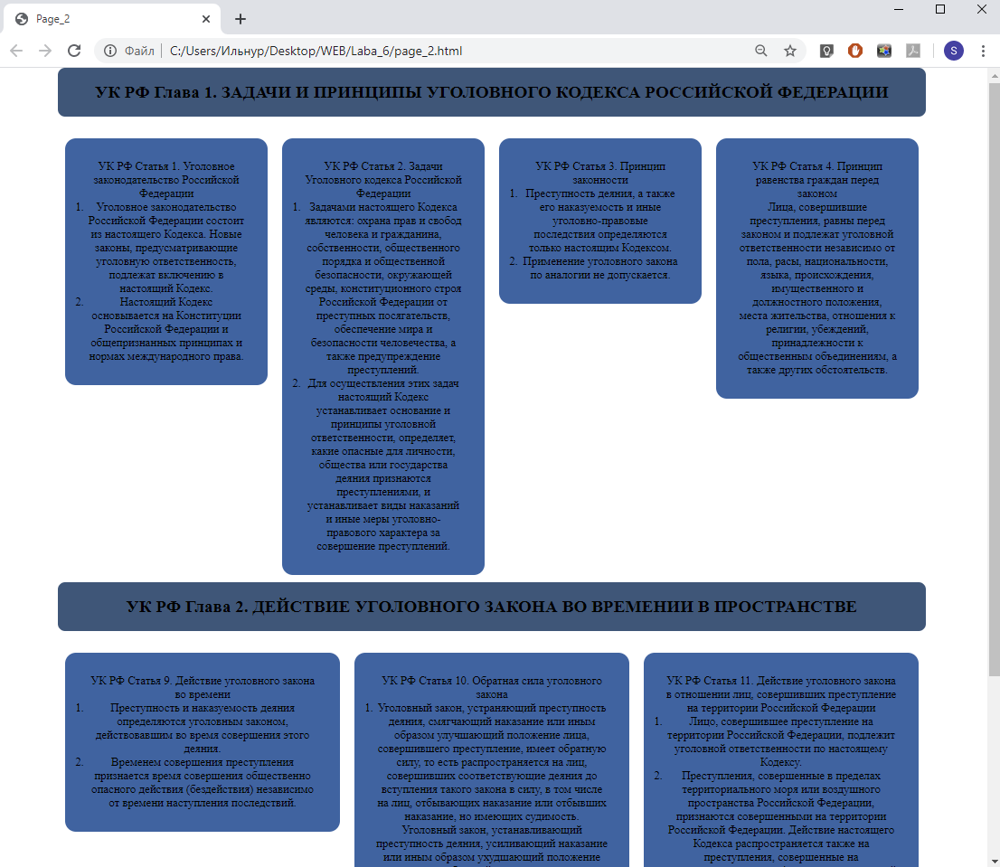 Page_2
Файл
C:/Users/Ильнур/Desktop/WEB/Laba_6/page_2.html
S
УК РФ Глава 1. ЗАДАЧИ И ПРИНЦИПЫ УГОЛОВНОГО КОДЕКСА РОССИЙСКОЙ ФЕДЕРАЦИИ
УК РФ Статья 1. Уголовное
законодательство Российской
Федерации
1. Уголовное законодательство
Российской Федерации состоит
из настоящего Кодекса. Новые
законы, предусматривающие
уголовную ответственность,
подлежат включению в
настоящий Кодекс.
2. Настоящий Кодекс
основывается на Конституции
Российской Федерации и
общепризнанных принципах и
нормах международного права.
УК РФ Статья 2. Задачи
Уголовного кодекса Российской
Федерации
1. Задачами настоящего Кодекса
являются: охрана прав и свобод
человека и гражданина,
собственности, общественного
порядка и общественной
безопасности, окружающей
среды, конституционного строя
Российской Федерации от
преступных посягательств,
обеспечение мира и
безопасности человечества, а
также предупреждение
преступлений.
2. Для осуществления этих задач
настоящий Кодекс
устанавливает основание и
принципы уголовной
ответственности, определяет,
какие опасные для личности,
общества или государства
деяния признаются
преступлениями, и
устанавливает виды наказаний
и иные меры уголовно-
правового характера за
совершение преступлений.
УК РФ Статья 3. Принцип
законности
1. Преступность деяния, а также
его наказуемость и иные
уголовно-правовые
последствия определяются
только настоящим Кодексом.
2. Применение уголовного закона
по аналогии не допускается.
УК РФ Статья 4. Принцип
равенства граждан перед
законом
Лица, совершившие
преступления, равны перед
законом и подлежат уголовной
ответственности независимо от
пола, расы, национальности,
языка, происхождения,
имущественного и
должностного положения,
места жительства, отношения к
религии, убеждений,
принадлежности к
общественным объединениям, а
также других обстоятельств.
УК РФ Глава 2. ДЕЙСТВИЕ УГОЛОВНОГО ЗАКОНА ВО ВРЕМЕНИИ В ПРОСТРАНСТВЕ
УК РФ Статья 9. Действие уголовного закона
во времени
1. Преступность и наказуемость деяния
определяются уголовным законом,
действовавшим во время совершения этого
деяния.
2. Временем совершения преступления
признается время совершения общественно
опасного действия (бездействия) независимо
от времени наступления последствий.
УК РФ Статья 10. Обратная сила уголовного
закона
1. Уголовный закон, устраняющий преступность
деяния, смягчающий наказание или иным
образом улучшающий положение лица,
совершившего преступление, имеет обратную
силу, то есть распространяется на лиц,
совершивших соответствующие деяния до
вступления такого закона в силу, в том числе
на лиц, отбывающих наказание или отбывших
наказание, но имеющих судимость.
Уголовный закон, устанавливающий
преступность деяния, усиливающий наказание
или иным образом ухудшающий положение
УК РФ Статья 11. Действие уголовного закона
в отношении лиц, совершивших преступление
на территории Российской Федерации
1. Лицо, совершившее преступление на
территории Российской Федерации, подлежит
уголовной ответственности по настоящему
Кодексу.
2. Преступления, совершенные в пределах
территориального моря или воздушного
пространства Российской Федерации,
признаются совершенными на территории
Российской Федерации. Действие настоящего
Кодекса распространяется также на
преступления, совершенные на